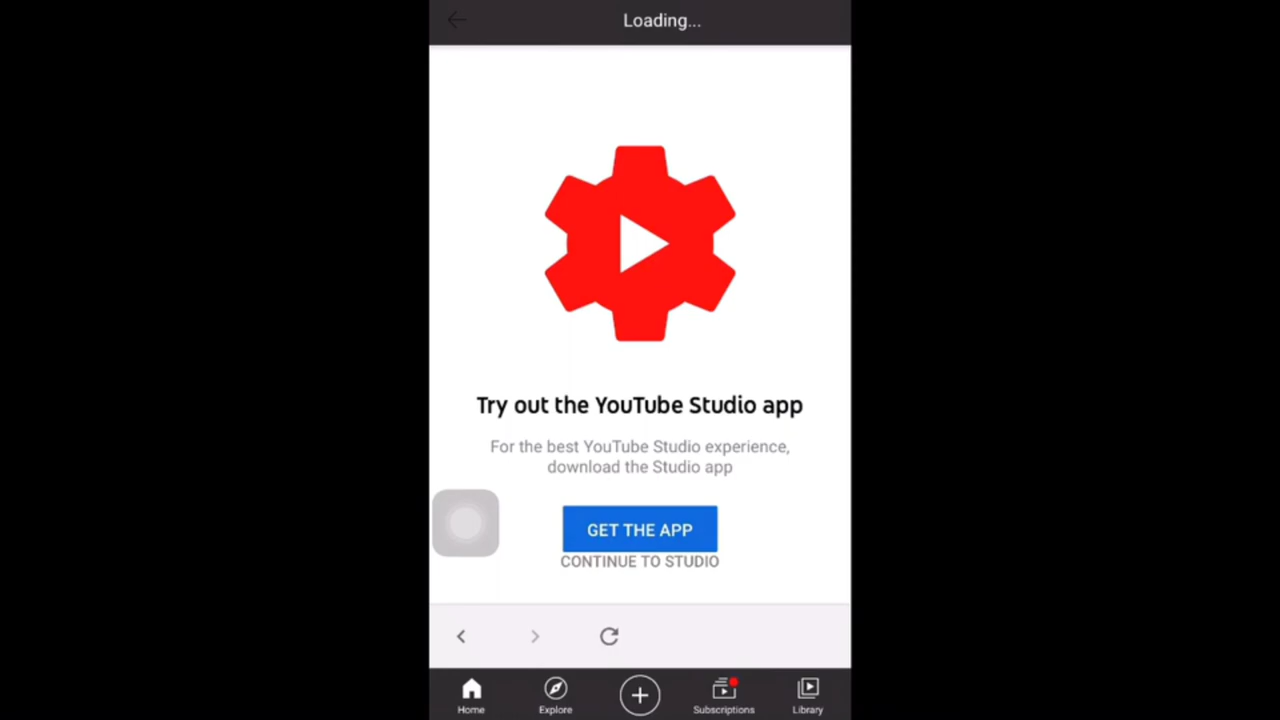 Loading...
Try out the YouTube Studio app
For the best YouTube Studio experience,
download the Studio app
GET THE APP
CONTINUE TO STUDIO
Home
Explore
Subscriptions
Library